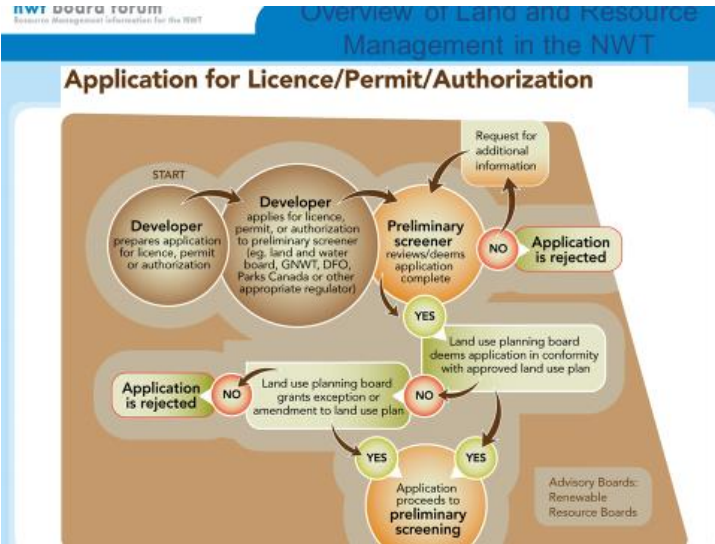 nwt board forum
Resource Management information for the NWT
Overview of Land and Resource
Management in the NWT
Application for Licence/Permit/Authorization
START
Developer
prepares application
for licence, permit
or authorization
Developer
applies for licence,
permit, or authorization
to preliminary screener
(eg. land and water
board, GNWT, DFO,
Parks Canada or other
appropriate regulator)
Preliminary
screener
reviews/deems
application
complete
Request for
additional
information
NO
Application
is rejected
YES
Land use planning board
deems application in conformity
with approved land use plan
NO
Land use planning board
grants exception or
amendment to land use plan
NO
Application
is rejected
YES
YES
Application
proceeds to
preliminary
screening
Advisory Boards:
Renewable
Resource Boards